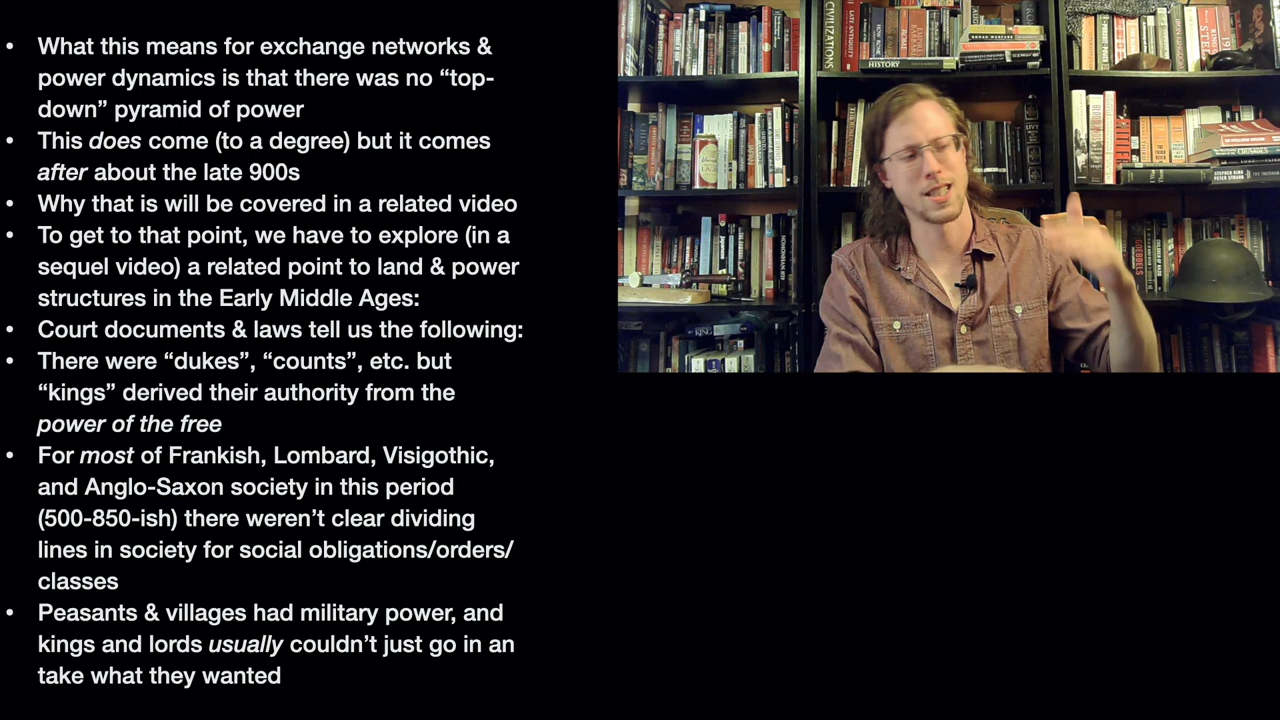 • What this means for exchange networks &
power dynamics is that there was no “top-
down” pyramid of power
• This does come (to a degree) but it comes
after about the late 900s
• Why that is will be covered in a related video
• To get to that point, we have to explore (in a
sequel video) a related point to land & power
structures in the Early Middle Ages:
• Court documents & laws tell us the following:
• There were “dukes”, “counts”, etc. but
“kings” derived their authority from the
power of the free
• For most of Frankish, Lombard, Visigothic,
and Anglo-Saxon society in this period
(500-850-ish) there weren’t clear dividing
lines in society for social obligations/orders/
classes
• Peasants & villages had military power, and
kings and lords usually couldn’t just go in an
take what they wanted
CIVILIZATIONS
LATE ANTIQUITY
HISTORY
STEPHEN KING
PETER STRAUB
KING